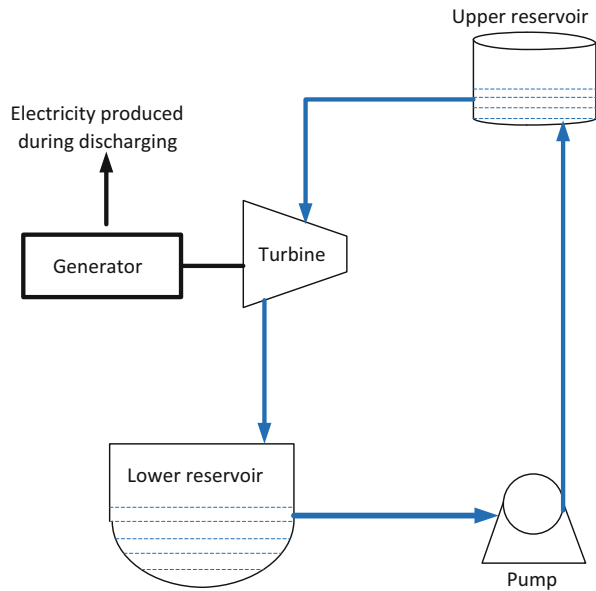 Upper reservoir
Electricity produced
during discharging
Generator
Turbine
Lower reservoir
Pump